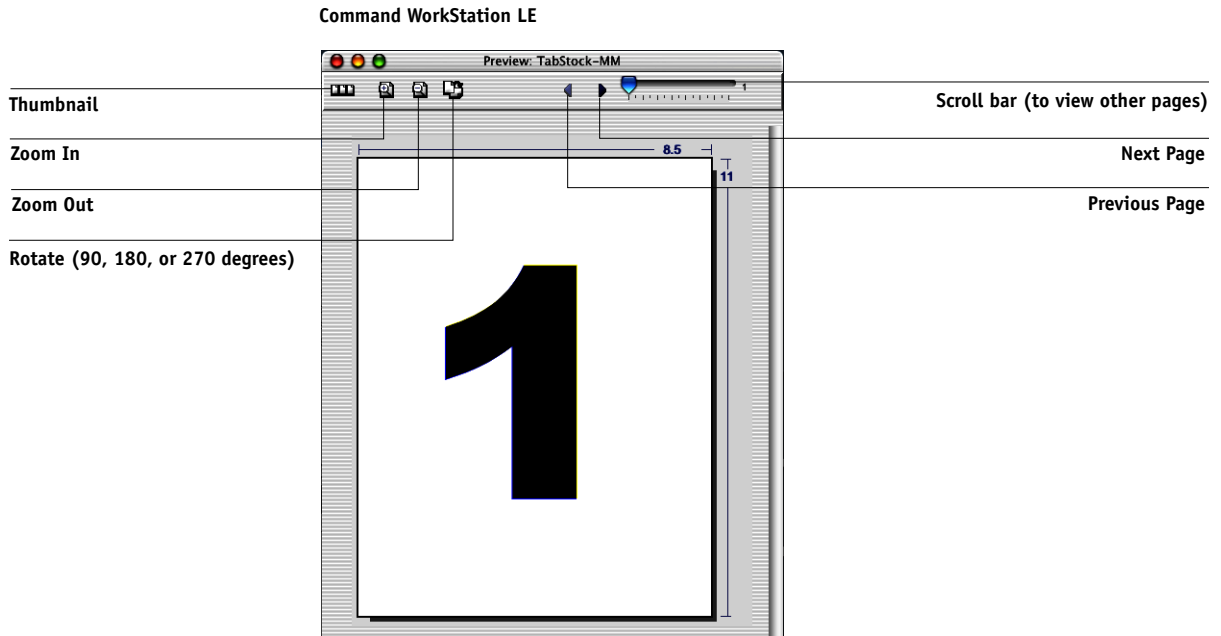 Command WorkStation LE
Preview: TabStock-MM
1
Thumbnail
Scroll bar (to view other pages)
Zoom In
Next Page
8.5
11
Zoom Out
Previous Page
Rotate (90, 180, or 270 degrees)
1